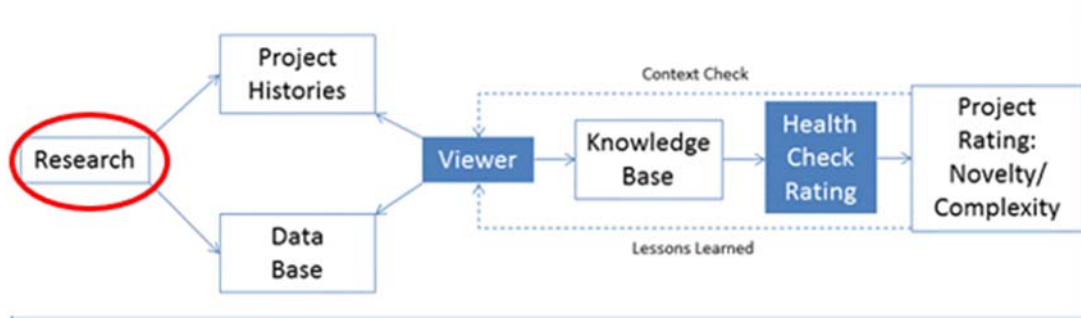 Project
Histories
Research
Data
Base
Viewer
Context Check
Knowledge
Base
Health
Check
Rating
Project
Rating:
Novelty/
Complexity
Lessons Learned